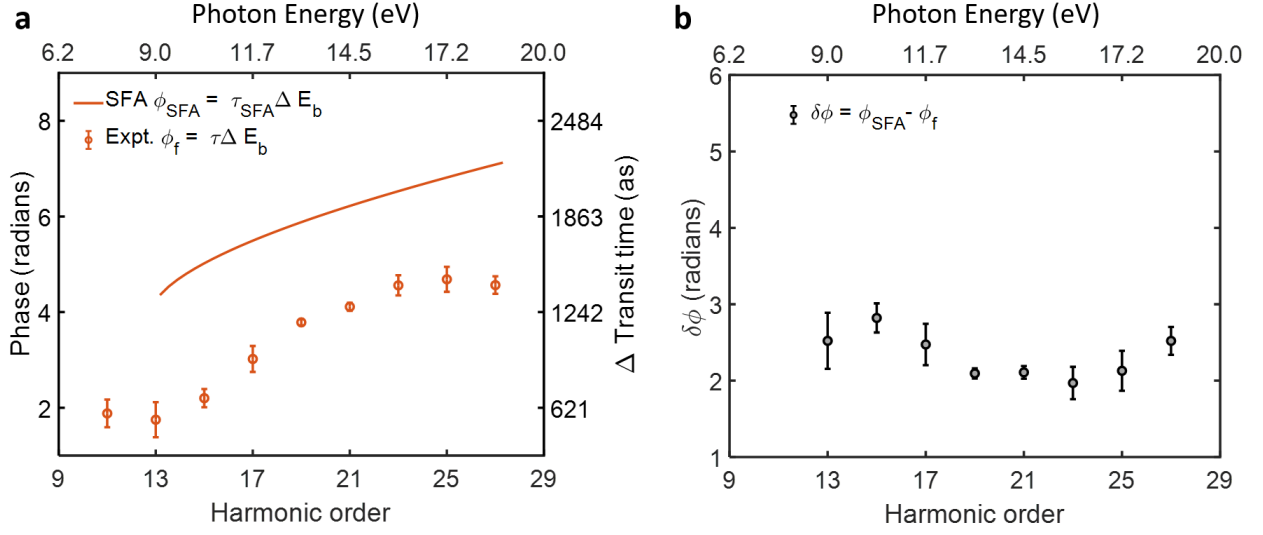 a
Photon Energy (eV)
6.2 9.0 11.7 14.5 17.2 20.0
SFA ϕSFA = τSFAΔ Eb
Expt. ϕf = τΔ Eb
8
6
4
2
Phase (radians)
2484
1863
1242
621
Δ Transit time (as)
9 13 17 21 25 29
Harmonic order
b
Photon Energy (eV)
6.2 9.0 11.7 14.5 17.2 20.0
δϕ = ϕSFA- ϕf
6
5
4
3
2
1
δϕ (radians)
9 13 17 21 25 29
Harmonic order